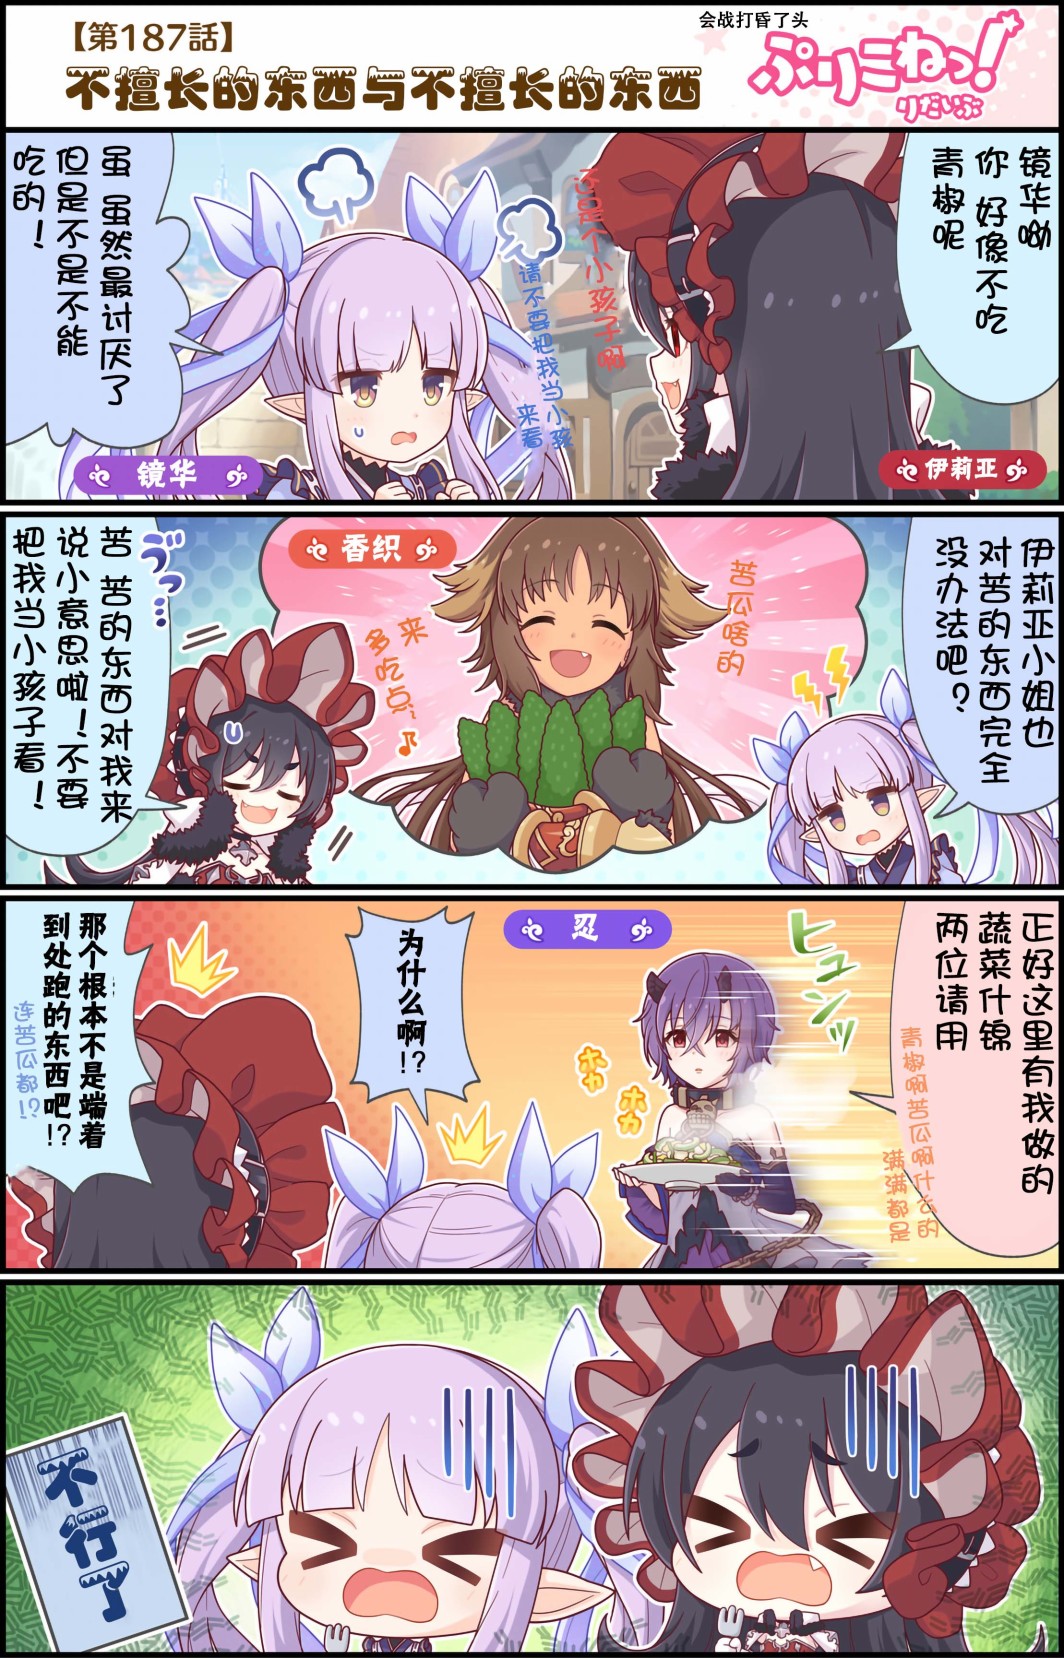 【第187話】
会战打昏了头
不擅长的东西与不擅长的东西
ぷりこねっ!
りだいぶ
镜华呦
你 好像不吃
青椒呢
这是个小孩子啊
请不要把我当小孩
来看
虽 虽然最讨厌了
但是不是不能
吃的！
镜华
伊莉亚
伊莉亚小姐也
对苦的东西完全
没办法吧？
香织
苦瓜啥的
来
多吃点~♪
ゔっ…
苦 苦的东西对我来
说小意思啦！不要
把我当小孩子看！
正好这里有我做的
蔬菜什锦
两位请用
青椒啊苦瓜啊什么的
满满都是
ヒュンッ
忍
ホカ
ホカ
为什么啊!?
那个根本不是端着
到处跑的东西吧!?
连苦瓜都!?
不行了